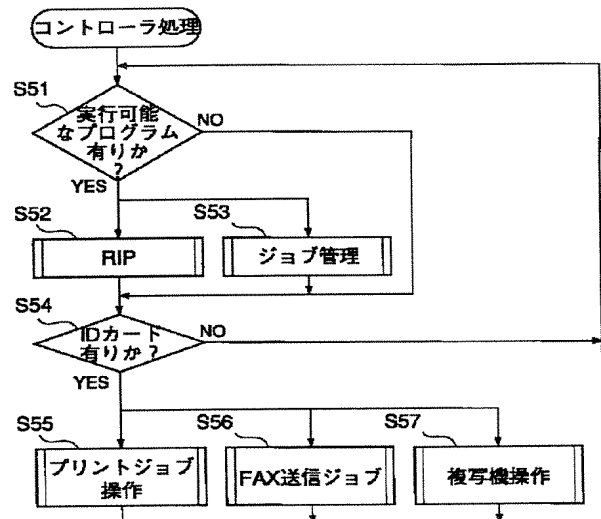 コントローラ処理
S51
実行可能
なプログラム
有りか
?
NO
YES
S52
RIP
S53
ジョブ管理
S54
IDカード
有りか?
NO
YES
S55
プリントジョブ
操作
S56
FAX送信ジョブ
S57
複写機操作